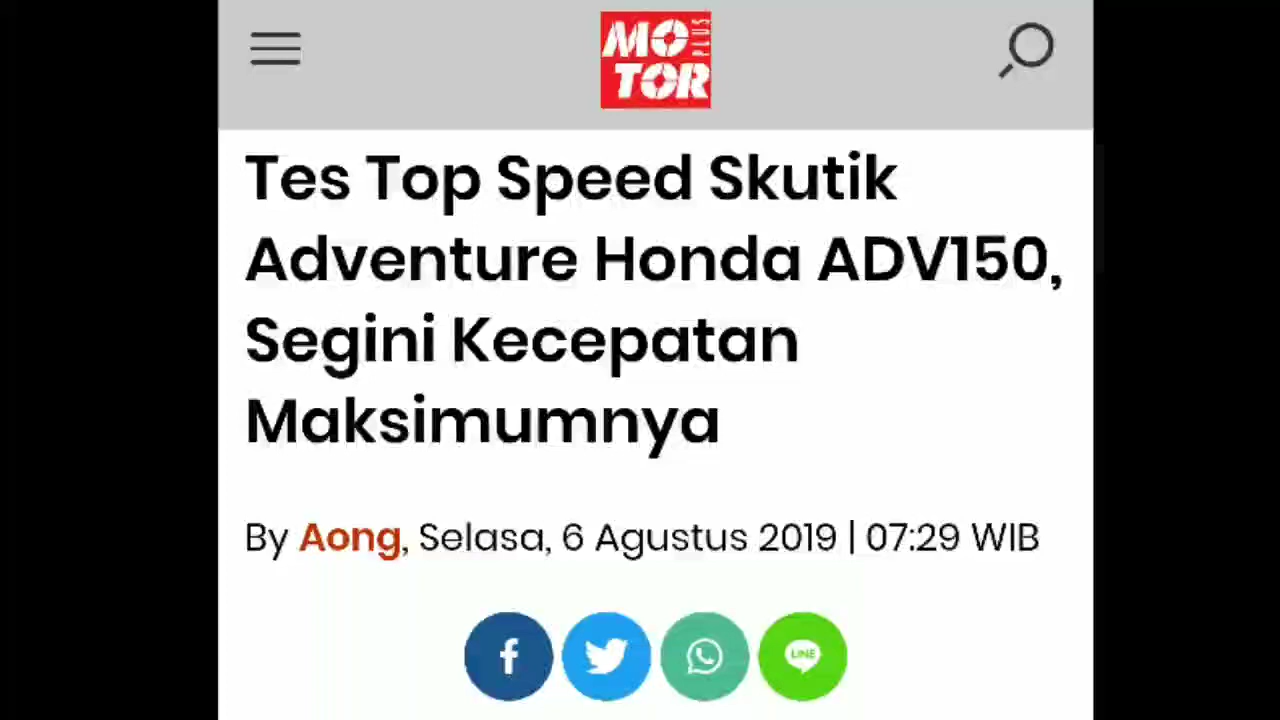 MO PLUS
TOR
Tes Top Speed Skutik
Adventure Honda ADV150,
Segini Kecepatan
Maksimumnya
By Aong, Selasa, 6 Agustus 2019 | 07:29 WIB
f
LINE